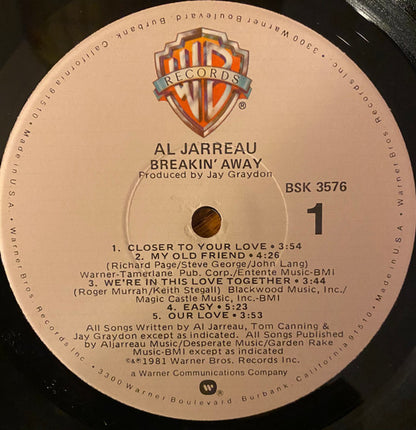 WB
RECORDS
®
AL JARREAU
BREAKIN' AWAY
Produced by Jay Graydon
BSK 3576
1
1. CLOSER TO YOUR LOVE • 3:54
2. MY OLD FRIEND • 4:26
(Richard Page/Steve George/John Lang)
Warner-Tamerlane Pub. Corp./Entente Music-BMI
3. WE'RE IN THIS LOVE TOGETHER • 3:44
(Roger Murrah/Keith Stegall) Blackwood Music, Inc./
Magic Castle Music, Inc.-BMI
4. EASY • 5:23
5. OUR LOVE • 3:53
All Songs Written by Al Jarreau, Tom Canning &
Jay Graydon except as indicated. All Songs Published
by Aljarreau Music/Desperate Music/Garden Rake
Music-BMI except as indicated
©&℗1981 Warner Bros. Records Inc.
a Warner Communications Company
W
Warner Bros. Records Inc. • 3300 Warner Boulevard Burbank, California 91510 • Made in U.S.A. •
Warner Bros. Records Inc. • 3300 Warner Boulevard Burbank, California 91510 • Made in U.S.A. •